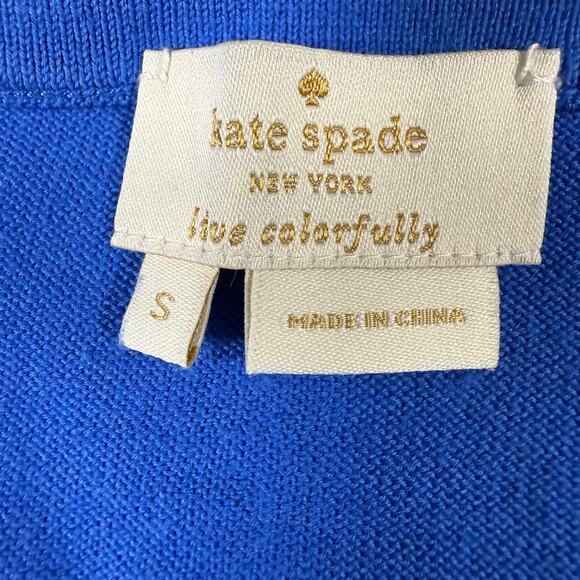 kate spade
NEW YORK
live colorfully
S
MADE IN CHINA